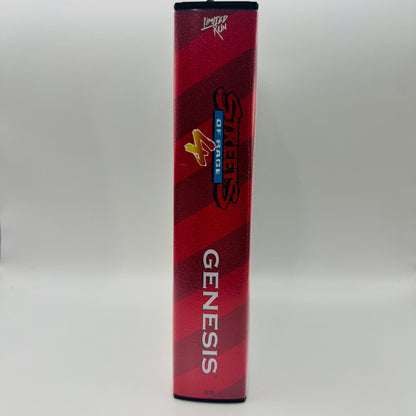 LIMITED
RUN
STREETS
OF RAGE
4
GENESIS